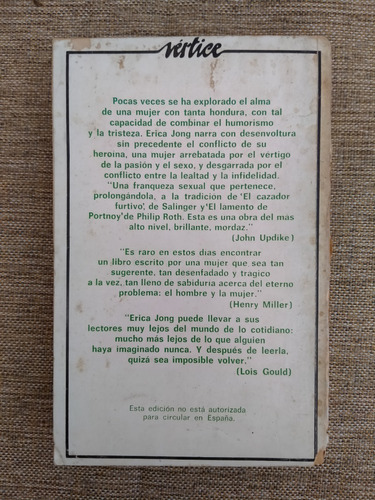 vértice
Pocas veces se ha explorado el alma
de una mujer con tanta hondura, con tal
capacidad de combinar el humorismo
y la tristeza. Erica Jong narra con desenvoltura
sin precedente el conflicto de su
heroína, una mujer arrebatada por el vértigo
de la pasión y el sexo, y desgarrada por el
conflicto entre la lealtad y la infidelidad.
"Una franqueza sexual que pertenece,
prolongándola, a la tradicion de 'El cazador
furtivo', de Salinger y 'El lamento de
Portnoy' de Philip Roth. Esta es una obra del más
alto nivel, brillante, mordaz."
(John Updike)
"Es raro en estos días encontrar
un libro escrito por una mujer que sea tan
sugerente, tan desenfadado y tragico
a la vez, tan lleno de sabiduría acerca del eterno
problema: el hombre y la mujer."
(Henry Miller)
"Erica Jong puede llevar a sus
lectores muy lejos del mundo de lo cotidiano:
mucho más lejos de lo que alguien
haya imaginado nunca. Y después de leerla,
quizá sea imposible volver."
(Lois Gould)
Esta edición no está autorizada
para circular en España.